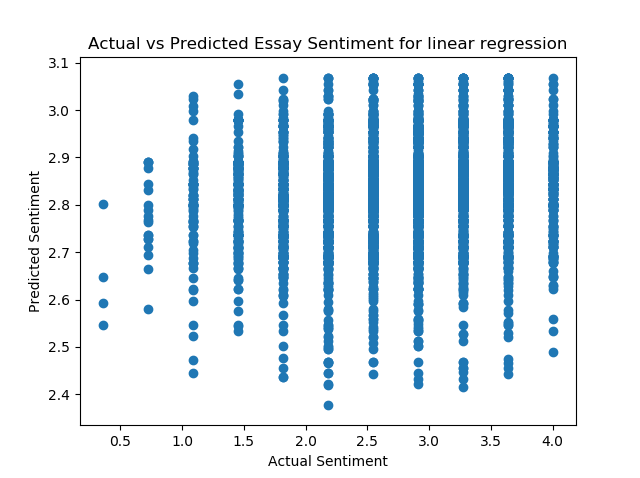 Actual vs Predicted Essay Sentiment for linear regression
3.1
3.0
2.9
2.8
2.7
2.6
2.5
2.4
Predicted Sentiment
0.5 1.0 1.5 2.0 2.5 3.0 3.5 4.0
Actual Sentiment